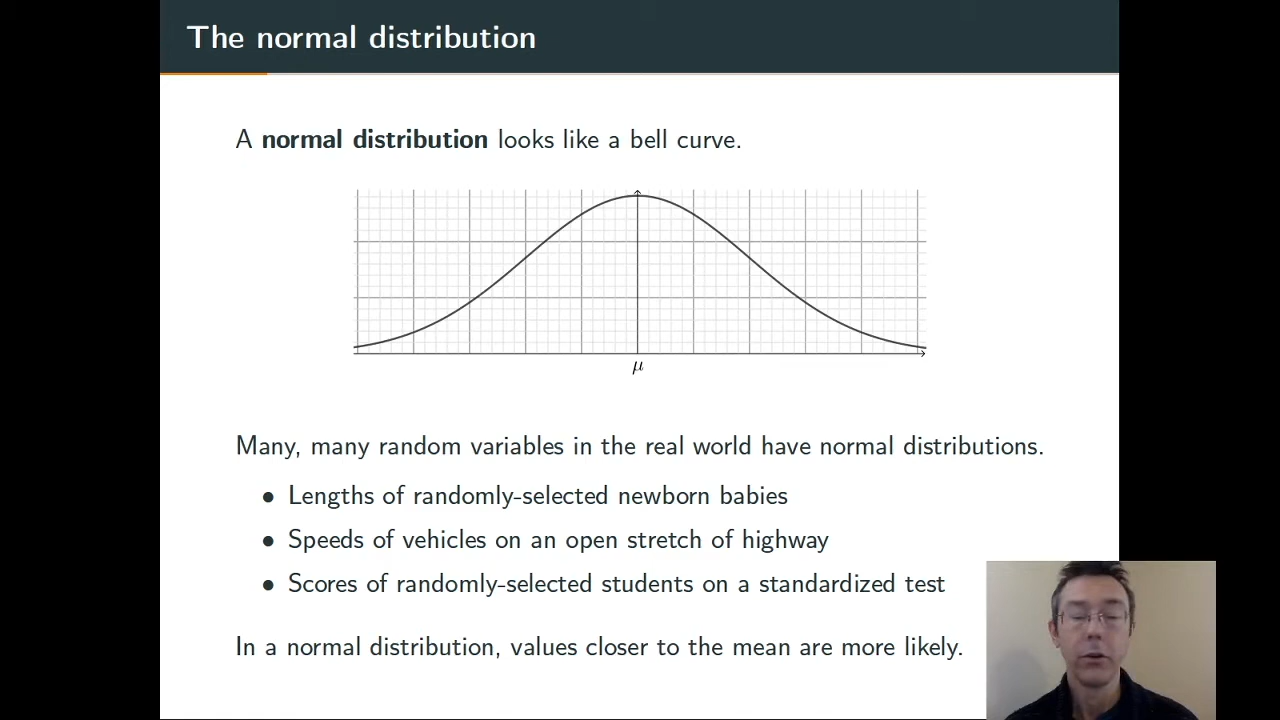 The normal distribution
A normal distribution looks like a bell curve.
μ
Many, many random variables in the real world have normal distributions.
• Lengths of randomly-selected newborn babies
• Speeds of vehicles on an open stretch of highway
• Scores of randomly-selected students on a standardized test
In a normal distribution, values closer to the mean are more likely.